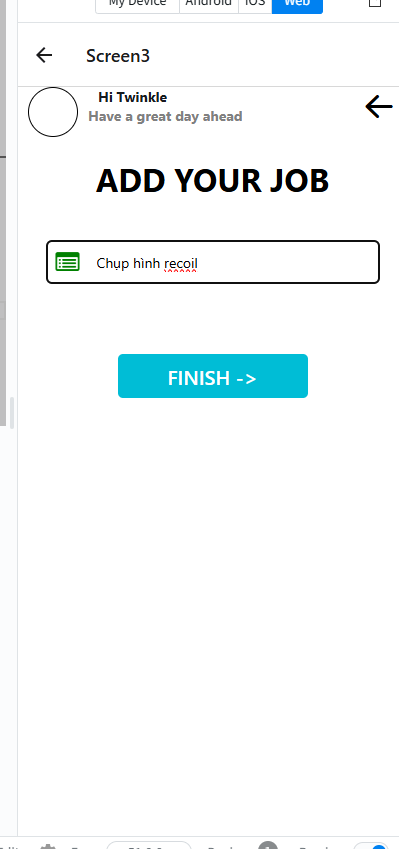 My Device Android iOS Web
Screen3
Hi Twinkle
Have a great day ahead
ADD YOUR JOB
Chụp hình recoil
FINISH ->